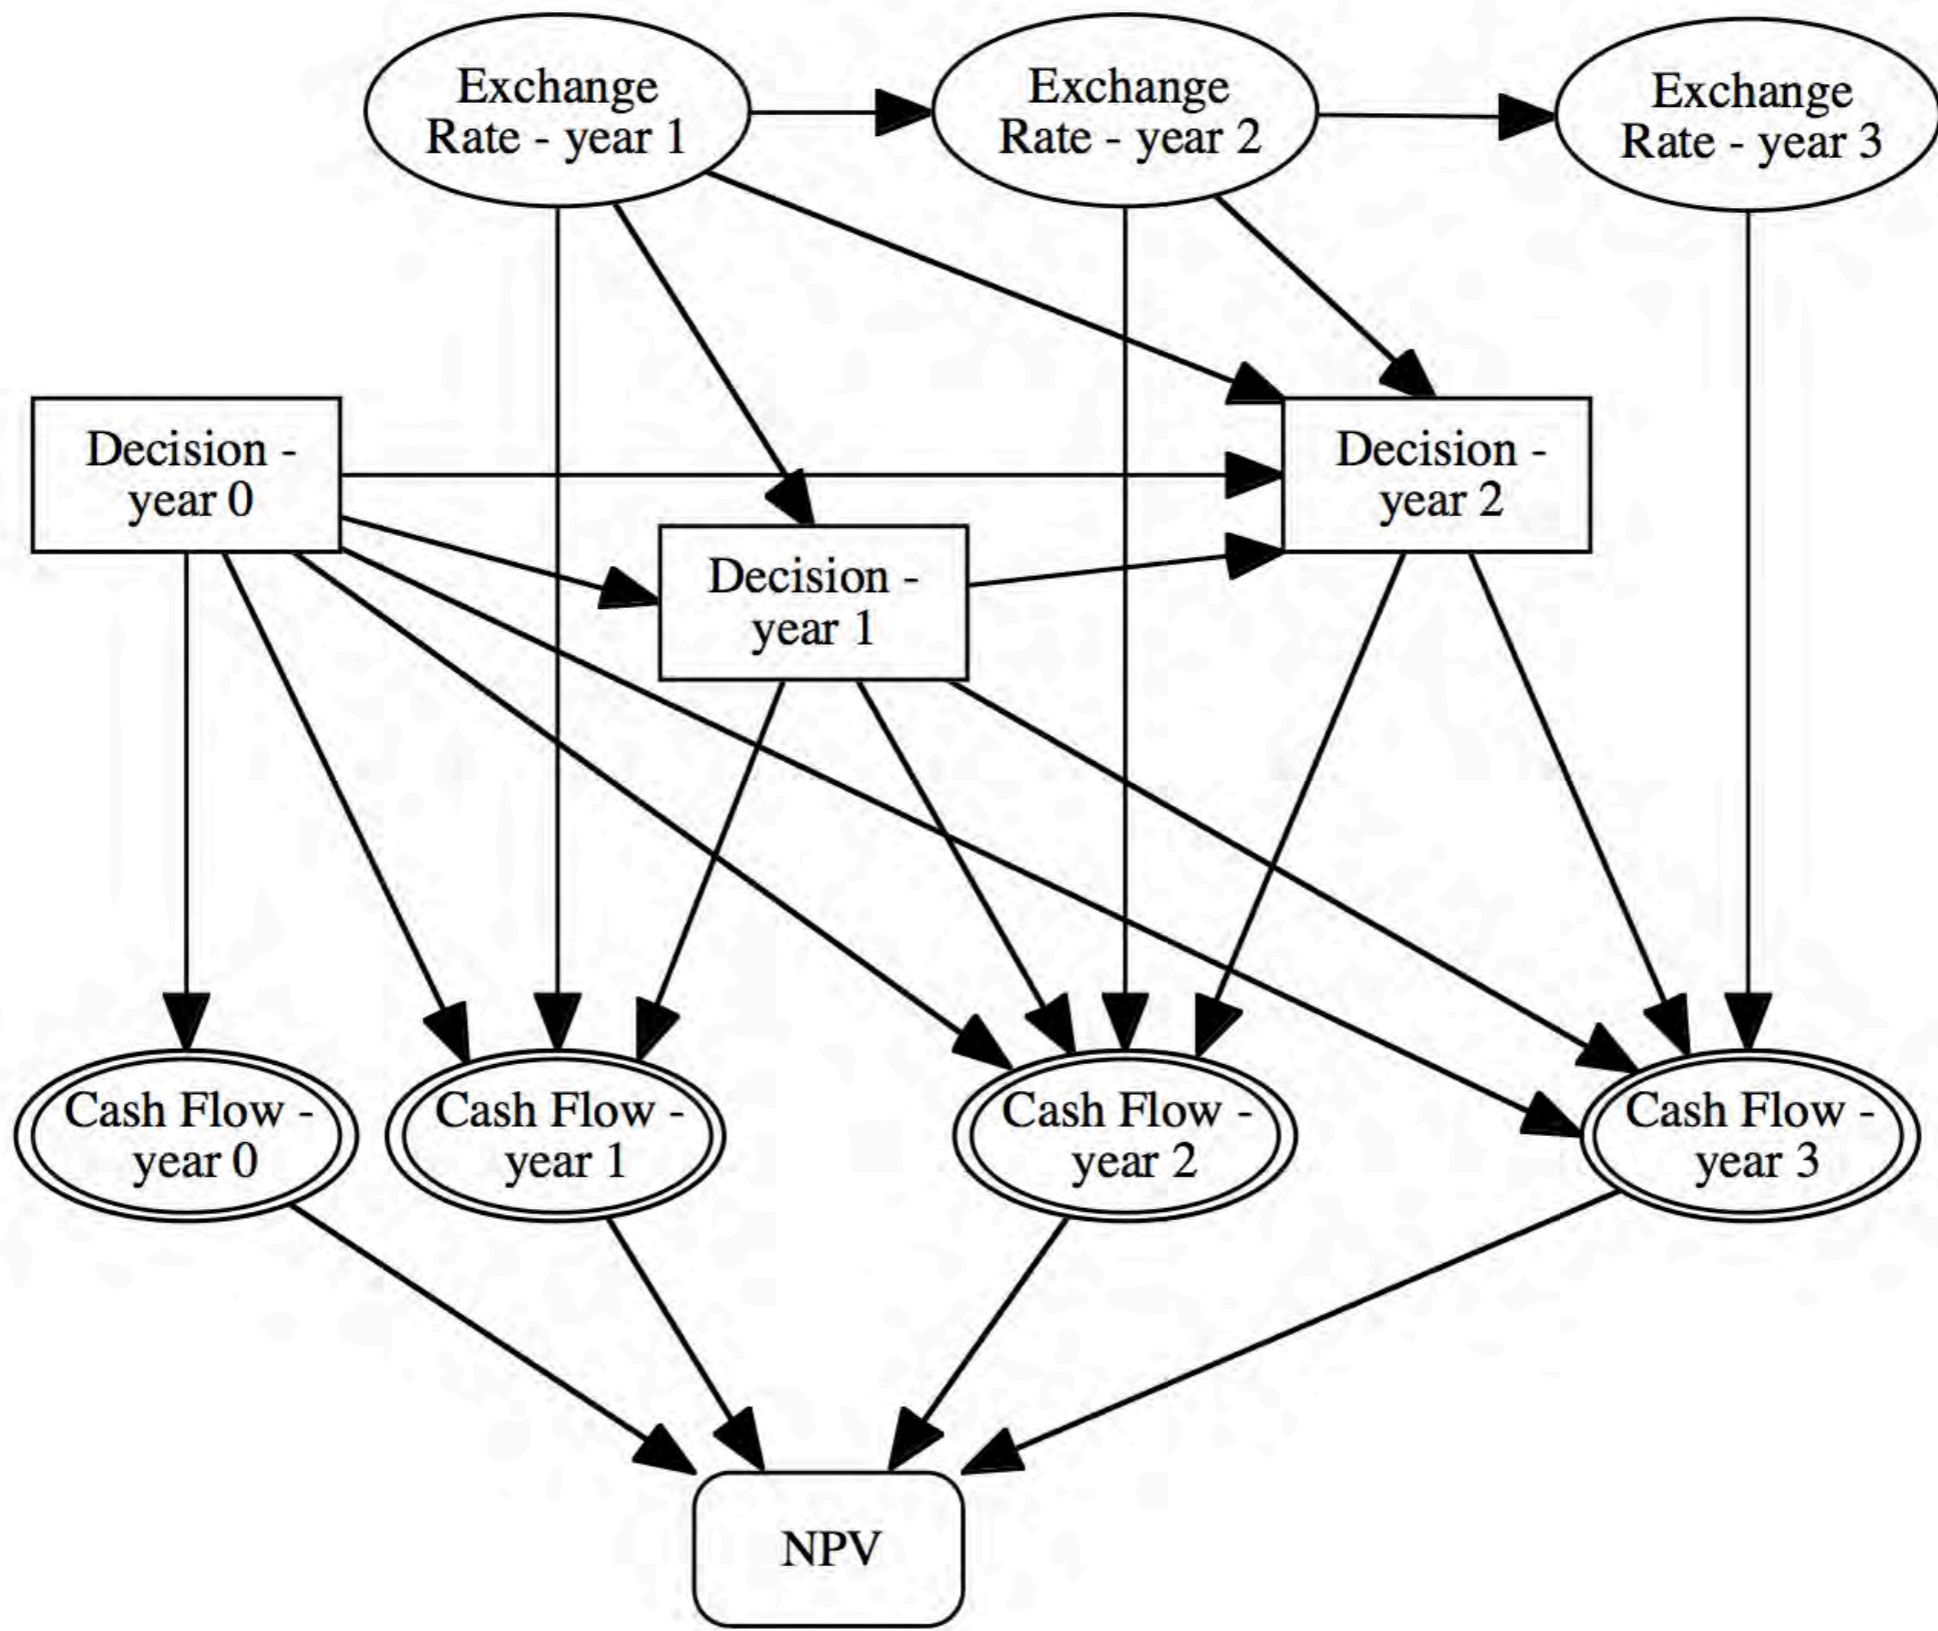 Exchange
Rate - year 1
Exchange
Rate - year 2
Exchange
Rate - year 3
Decision -
year 0
Decision -
year 2
Decision -
year 1
Cash Flow -
year 0
Cash Flow -
year 1
Cash Flow -
year 2
Cash Flow -
year 3
NPV